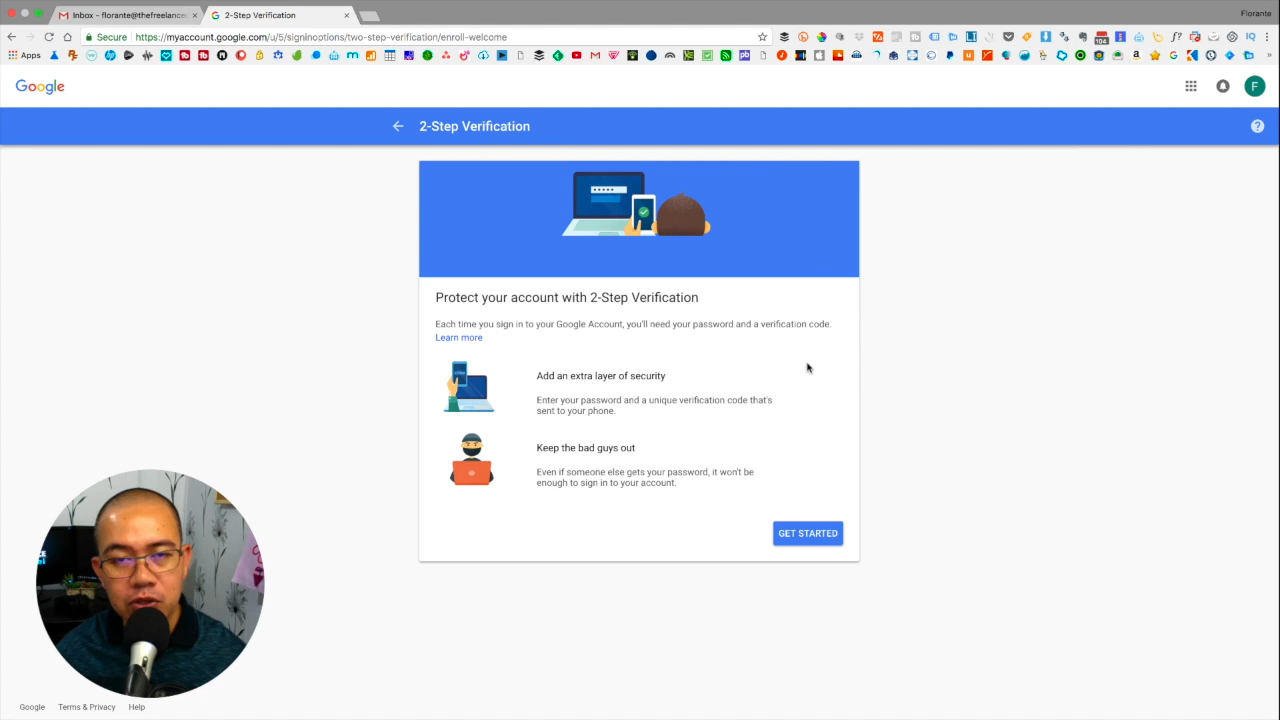 Inbox - florante@thefreelance
2-Step Verification
Florante
Secure
https://myaccount.google.com/u/5/signinoptions/two-step-verification/enroll-welcome
Apps
Google
F
2-Step Verification
Protect your account with 2-Step Verification
Each time you sign in to your Google Account, you'll need your password and a verification code.
Learn more
Add an extra layer of security
Enter your password and a unique verification code that's
sent to your phone.
Keep the bad guys out
Even if someone else gets your password, it won't be
enough to sign in to your account.
GET STARTED
Google
Terms & Privacy
Help